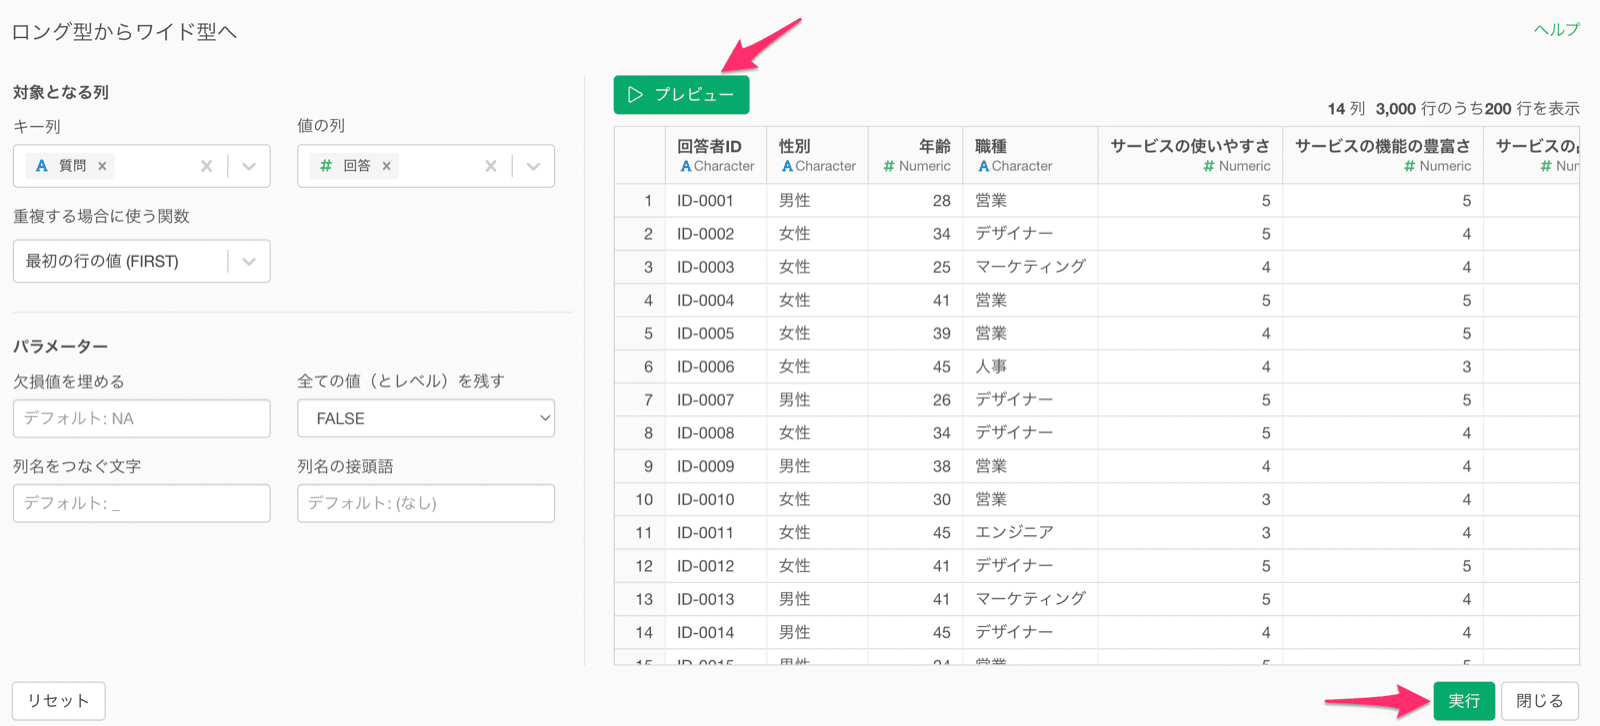 ロング型からワイド型へ
ヘルプ
対象となる列
キー列
値の列
A 質問 ×
# 回答 ×
重複する場合に使う関数
最初の行の値 (FIRST)
パラメーター
欠損値を埋める
全ての値（とレベル）を残す
デフォルト: NA
FALSE
列名をつなぐ文字
列名の接頭語
デフォルト: _
デフォルト: (なし)
リセット
プレビュー
14 列 3,000 行のうち200 行を表示
回答者ID 性別 年齢 職種 サービスの使いやすさ サービスの機能の豊富さ サービスの
A Character A Character # Numeric A Character # Numeric # Numeric # Nun
1 ID-0001 男性 28 営業 5 5
2 ID-0002 女性 34 デザイナー 5 4
3 ID-0003 女性 25 マーケティング 4 4
4 ID-0004 女性 41 営業 5 5
5 ID-0005 女性 39 営業 4 5
6 ID-0006 女性 45 人事 4 3
7 ID-0007 男性 26 デザイナー 5 5
8 ID-0008 女性 34 デザイナー 5 4
9 ID-0009 男性 38 営業 4 4
10 ID-0010 女性 30 営業 3 4
11 ID-0011 女性 45 エンジニア 3 4
12 ID-0012 女性 41 デザイナー 5 5
13 ID-0013 男性 41 マーケティング 5 4
14 ID-0014 男性 45 デザイナー 4 4
15 ID-0015 男性 営業
実行
閉じる